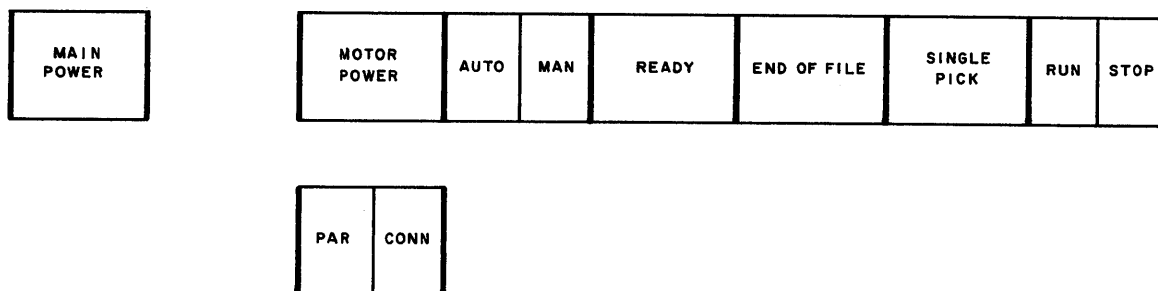 MAIN
POWER
MOTOR
POWER
AUTO
MAN
READY
END OF FILE
SINGLE
PICK
RUN
STOP
PAR
CONN